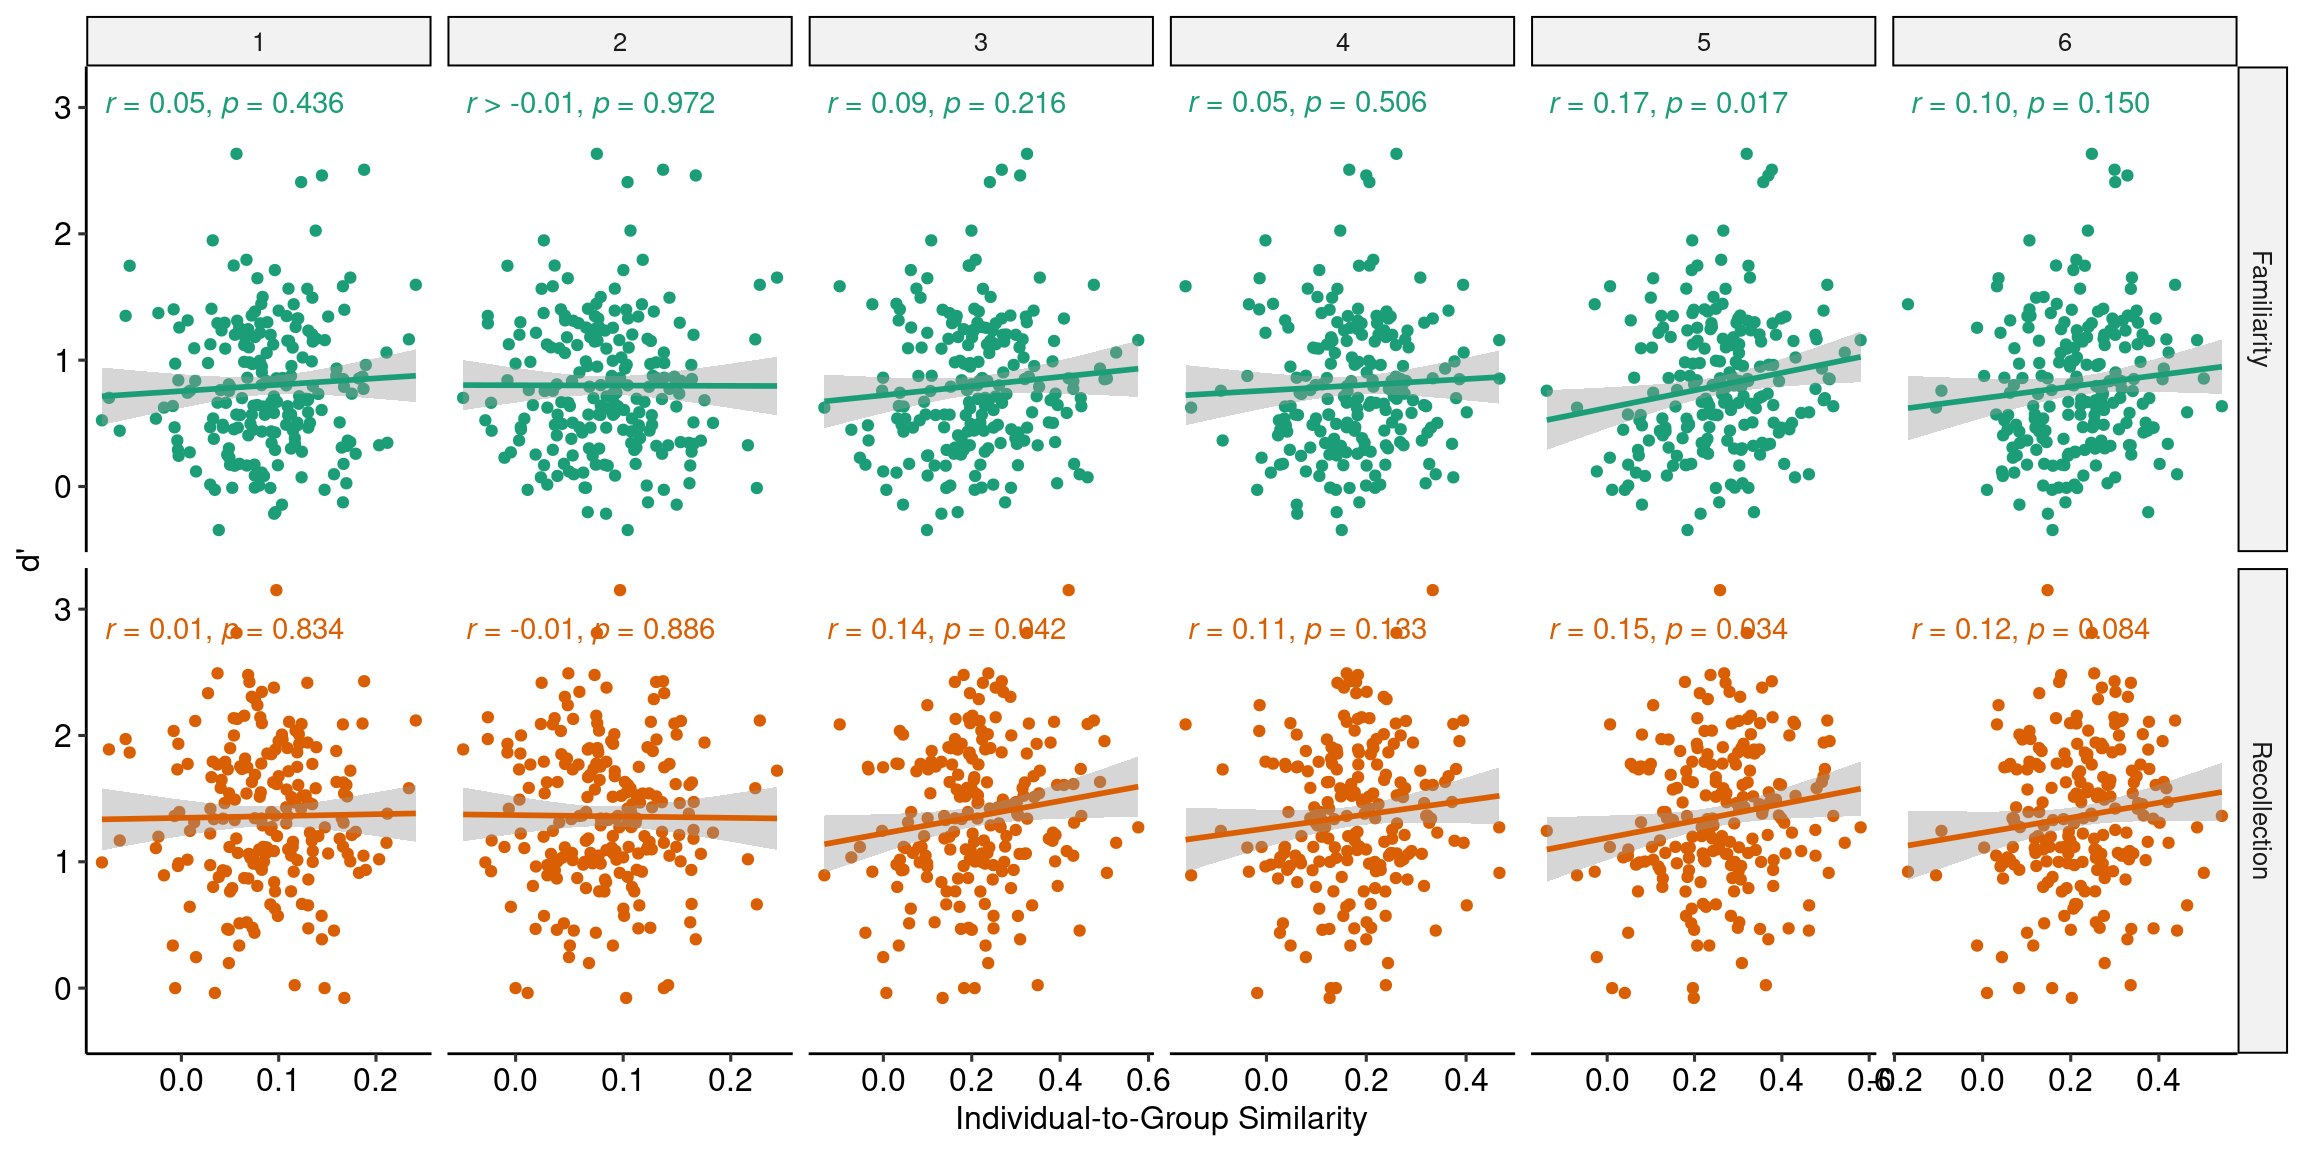 1 2 3 4 5 6
3 r = 0.05, p = 0.436 r > -0.01, p = 0.972 r = 0.09, p = 0.216 r = 0.05, p = 0.506 r = 0.17, p = 0.017 r = 0.10, p = 0.150
2
Familiarity
1
0
d'
3
r = 0.01, p = 0.834 r = -0.01, p = 0.886 r = 0.14, p = 0.042 r = 0.11, p = 0.133 r = 0.15, p = 0.034 r = 0.12, p = 0.084
2
Recollection
1
0
0.0 0.1 0.2 0.0 0.1 0.2 0.0 0.2 0.4 0.6 0.0 0.2 0.4 0.0 0.2 0.4 0.6 -0.2 0.0 0.2 0.4
Individual-to-Group Similarity